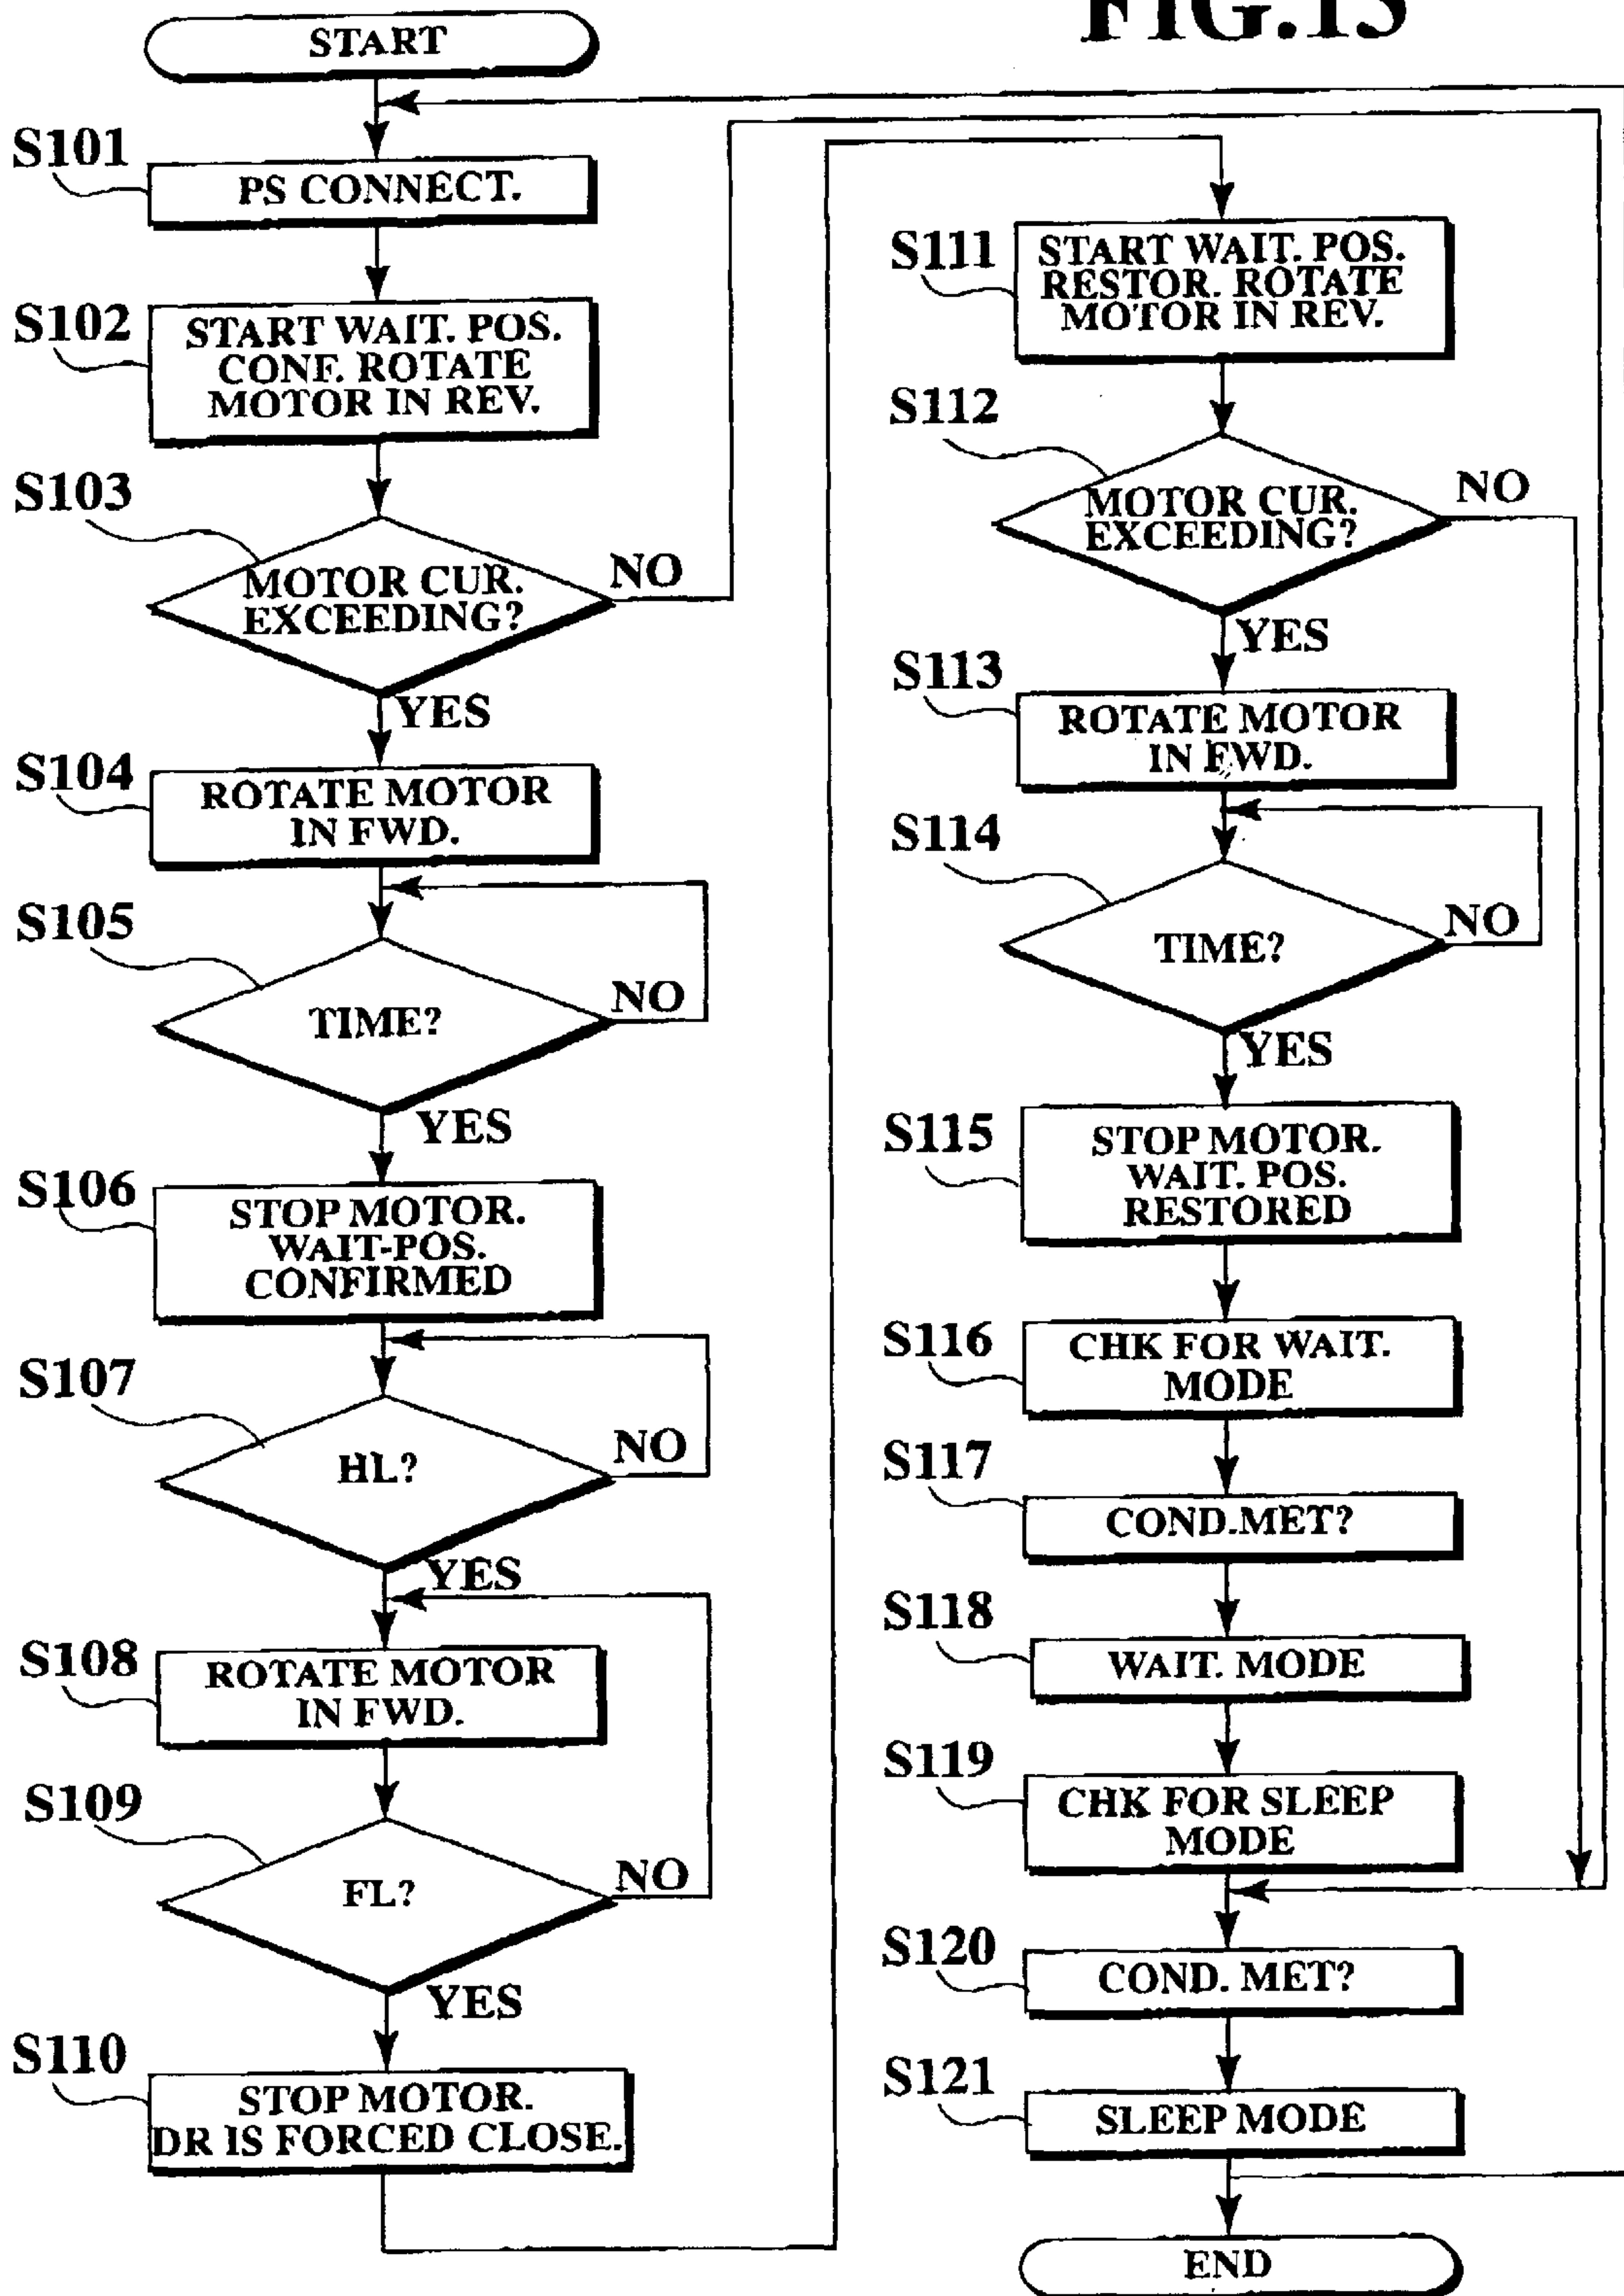 FIG.13
START
S101
PS CONNECT.
S102
START WAIT. POS.
CONF. ROTATE
MOTOR IN REV.
S103
MOTOR CUR.
EXCEEDING?
NO
YES
S104
ROTATE MOTOR
IN FWD.
S105
TIME?
NO
YES
S106
STOP MOTOR.
WAIT-POS.
CONFIRMED
S107
HL?
NO
YES
S108
ROTATE MOTOR
IN FWD.
S109
FL?
NO
YES
S110
STOP MOTOR.
DR IS FORCED CLOSE.
S111
START WAIT. POS.
RESTOR. ROTATE
MOTOR IN REV.
S112
MOTOR CUR.
EXCEEDING?
NO
YES
S113
ROTATE MOTOR
IN FWD.
S114
TIME?
NO
YES
S115
STOP MOTOR.
WAIT. POS.
RESTORED
S116
CHK FOR WAIT.
MODE
S117
COND.MET?
S118
WAIT. MODE
S119
CHK FOR SLEEP
MODE
S120
COND. MET?
S121
SLEEP MODE
END